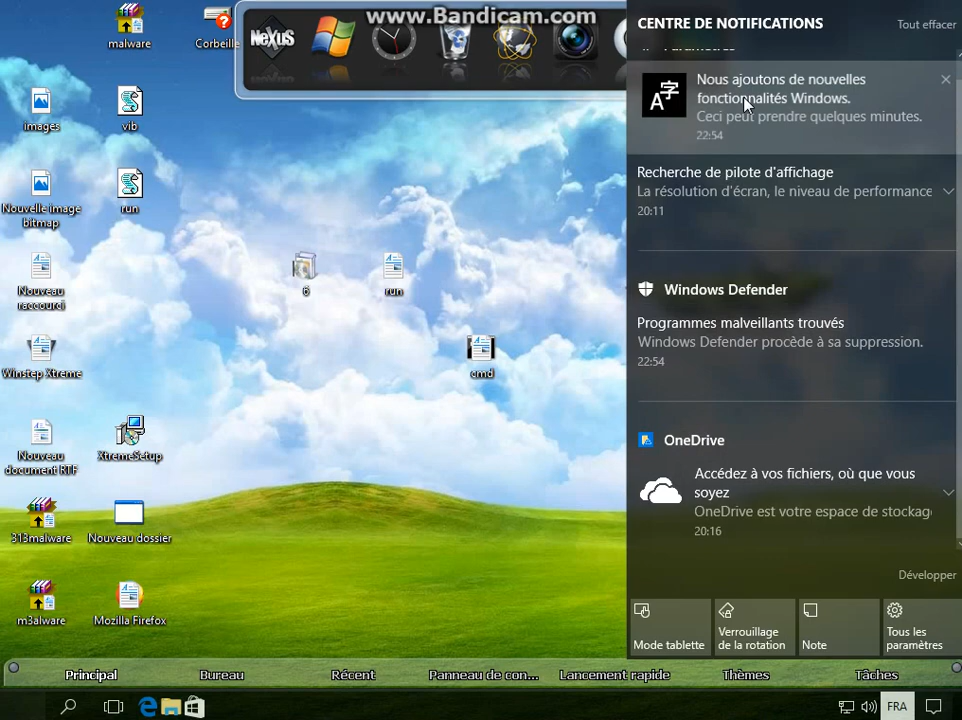 www.Bandicam.com
malware
Corbeille
NeXuS
images
vib
Nouvelle image
bitmap
run
Nouveau
raccourci
6
run
Winstep Xtreme
cmd
Nouveau
document RTF
XtremeSetup
313malware
Nouveau dossier
m3alware
Mozilla Firefox
CENTRE DE NOTIFICATIONS
Tout effacer
Paramètres
Nous ajoutons de nouvelles
fonctionnalités Windows.
Ceci peut prendre quelques minutes.
22:54
Recherche de pilote d'affichage
La résolution d'écran, le niveau de performance
20:11
Windows Defender
Programmes malveillants trouvés
Windows Defender procède à sa suppression.
22:54
OneDrive
Accédez à vos fichiers, où que vous
soyez
OneDrive est votre espace de stockag
20:16
Développer
Mode tablette
Verrouillage
de la rotation
Note
Tous les
paramètres
Principal
Bureau
Récent
Panneau de con...
Lancement rapide
Thèmes
Tâches
FRA